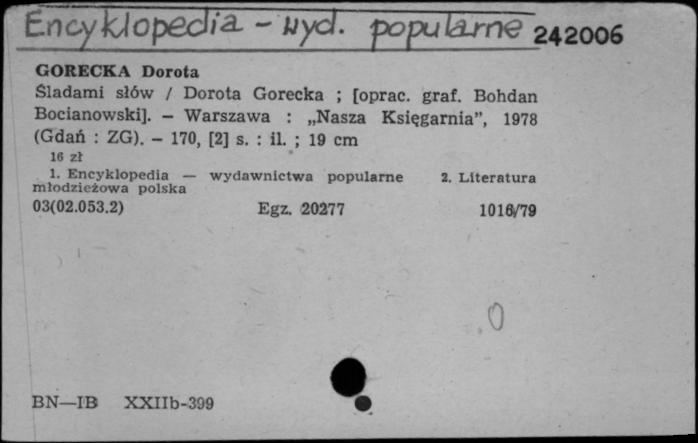 Encyklopedia - wyd. popularne 242006
GORECKA Dorota
Śladami słów / Dorota Gorecka ; [oprac. graf. Bohdan
Bocianowski]. — Warszawa : „Nasza Księgarnia”, 1978
(Gdań : ZG). — 170, [2] s. : il. ; 19 cm
16 zł
1. Encyklopedia — wydawnictwa popularne 2. Literatura
młodzieżowa polska
03(02.053.2) Egz. 20277 1016/79
0
BN—IB XXIIb-399